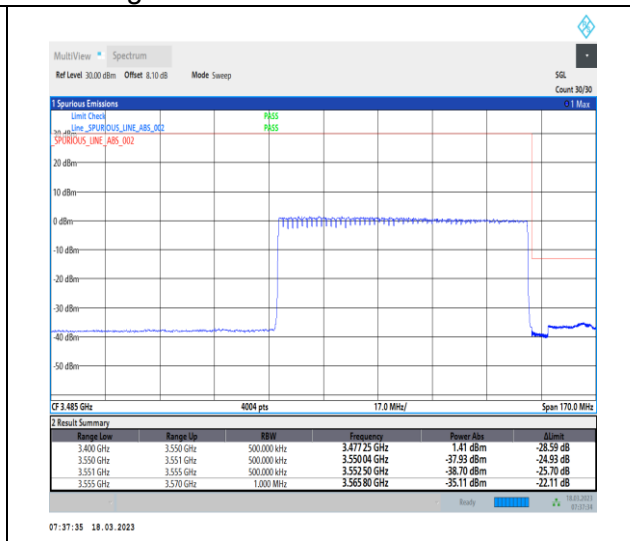 MultiView Spectrum
Ref Level 30.00 dBm Offset 8.10 dB Mode Sweep SGL
Count 30/30
1 Spurious Emissions 1 Max
Limit Check PASS
Line _SPURIOUS_LINE_ABS_002 PASS
_SPURIOUS_LINE_ABS_002
20 dBm
10 dBm
0 dBm
-10 dBm
-20 dBm
-30 dBm
-40 dBm
-50 dBm
CF 3.485 GHz 4004 pts 17.0 MHz/ Span 170.0 MHz
2 Result Summary
Range Low Range Up RBW Frequency Power Abs ΔLimit
3.400 GHz 3.550 GHz 500.000 kHz 3.477 25 GHz 1.41 dBm -28.59 dB
3.550 GHz 3.551 GHz 500.000 kHz 3.550 04 GHz -37.93 dBm -24.93 dB
3.551 GHz 3.555 GHz 500.000 kHz 3.552 50 GHz -38.70 dBm -25.70 dB
3.555 GHz 3.570 GHz 1.000 MHz 3.565 80 GHz -35.11 dBm -22.11 dB
Ready 18.03.2023
07:37:34
07:37:35 18.03.2023